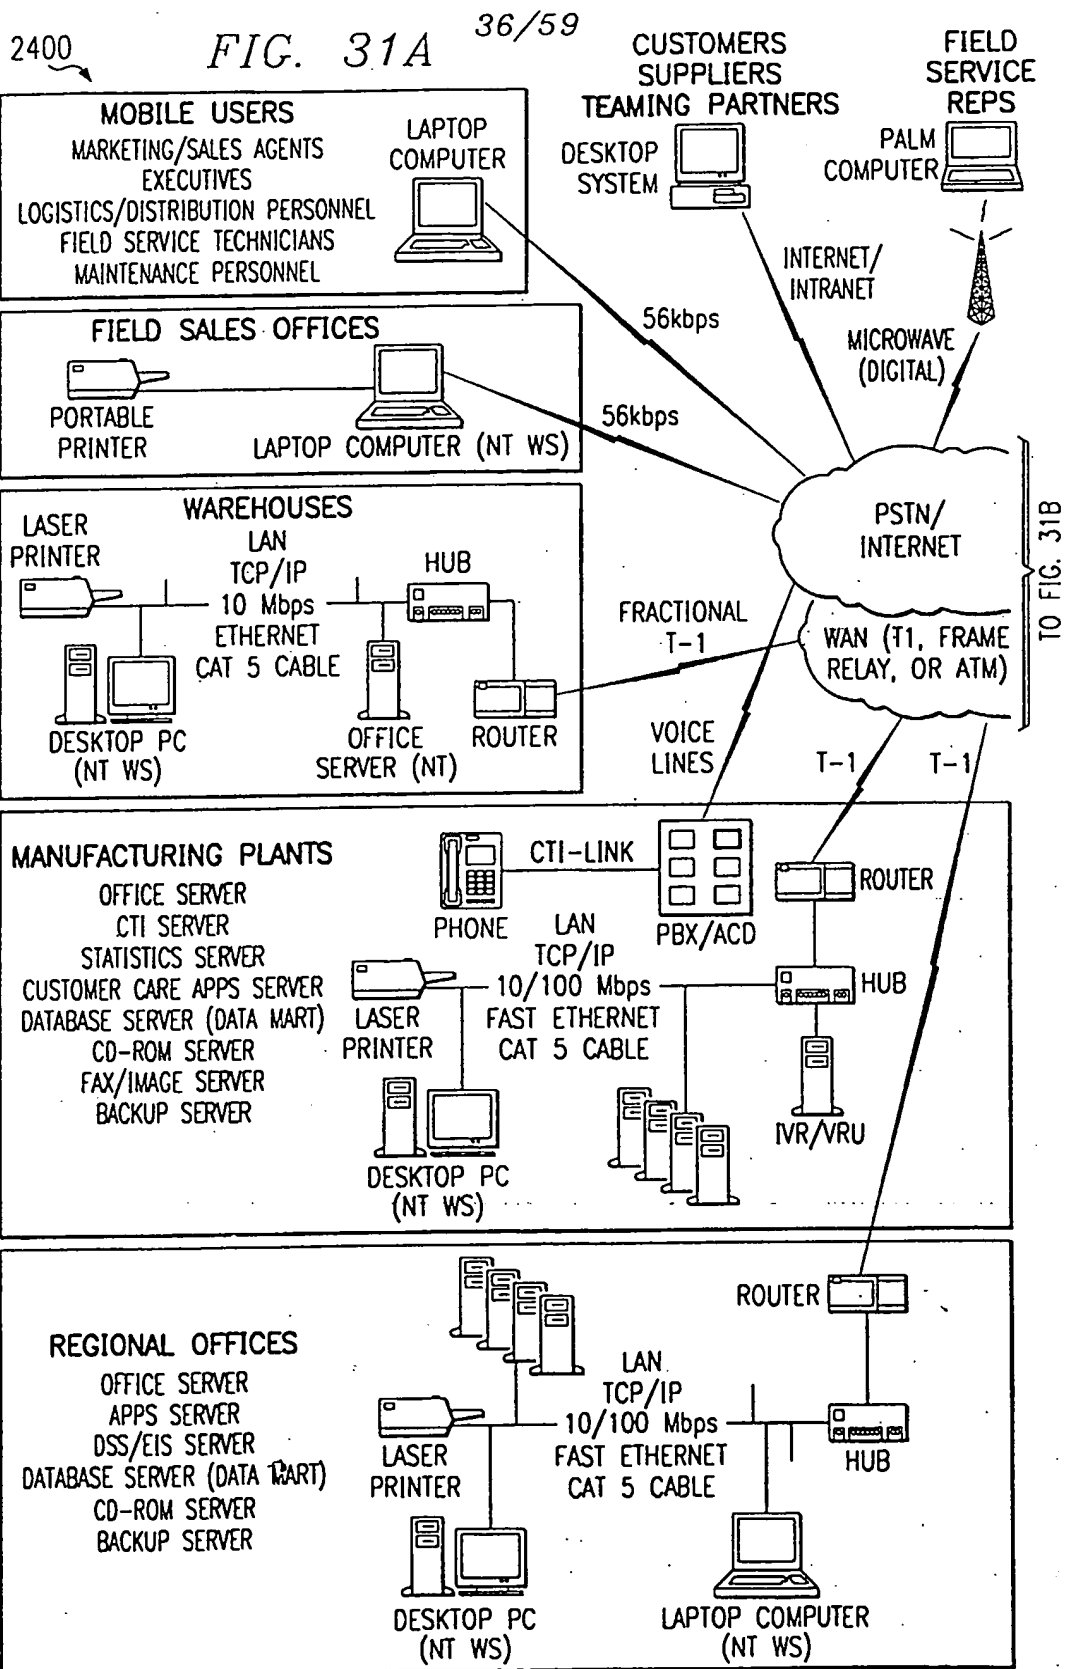 36/59
2400
FIG. 31A
CUSTOMERS
SUPPLIERS
TEAMING PARTNERS
FIELD
SERVICE
REPS
DESKTOP
SYSTEM
PALM
COMPUTER
MOBILE USERS
MARKETING/SALES AGENTS
EXECUTIVES
LOGISTICS/DISTRIBUTION PERSONNEL
FIELD SERVICE TECHNICIANS
MAINTENANCE PERSONNEL
LAPTOP
COMPUTER
INTERNET/
INTRANET
56kbps
MICROWAVE
(DIGITAL)
FIELD SALES OFFICES
PORTABLE
PRINTER
LAPTOP COMPUTER (NT WS)
56kbps
PSTN/
INTERNET
WAN (T1, FRAME
RELAY, OR ATM)
TO FIG. 31B
WAREHOUSES
LASER
PRINTER
LAN
TCP/IP
10 Mbps
ETHERNET
CAT 5 CABLE
HUB
DESKTOP PC
(NT WS)
OFFICE
SERVER (NT)
ROUTER
FRACTIONAL
T-1
VOICE
LINES
T-1
T-1
MANUFACTURING PLANTS
OFFICE SERVER
CTI SERVER
STATISTICS SERVER
CUSTOMER CARE APPS SERVER
DATABASE SERVER (DATA MART)
CD-ROM SERVER
FAX/IMAGE SERVER
BACKUP SERVER
PHONE
CTI-LINK
PBX/ACD
ROUTER
LASER
PRINTER
LAN
TCP/IP
10/100 Mbps
FAST ETHERNET
CAT 5 CABLE
HUB
DESKTOP PC
(NT WS)
IVR/VRU
REGIONAL OFFICES
OFFICE SERVER
APPS SERVER
DSS/EIS SERVER
DATABASE SERVER (DATA MART)
CD-ROM SERVER
BACKUP SERVER
ROUTER
LASER
PRINTER
LAN
TCP/IP
10/100 Mbps
FAST ETHERNET
CAT 5 CABLE
HUB
DESKTOP PC
(NT WS)
LAPTOP COMPUTER
(NT WS)